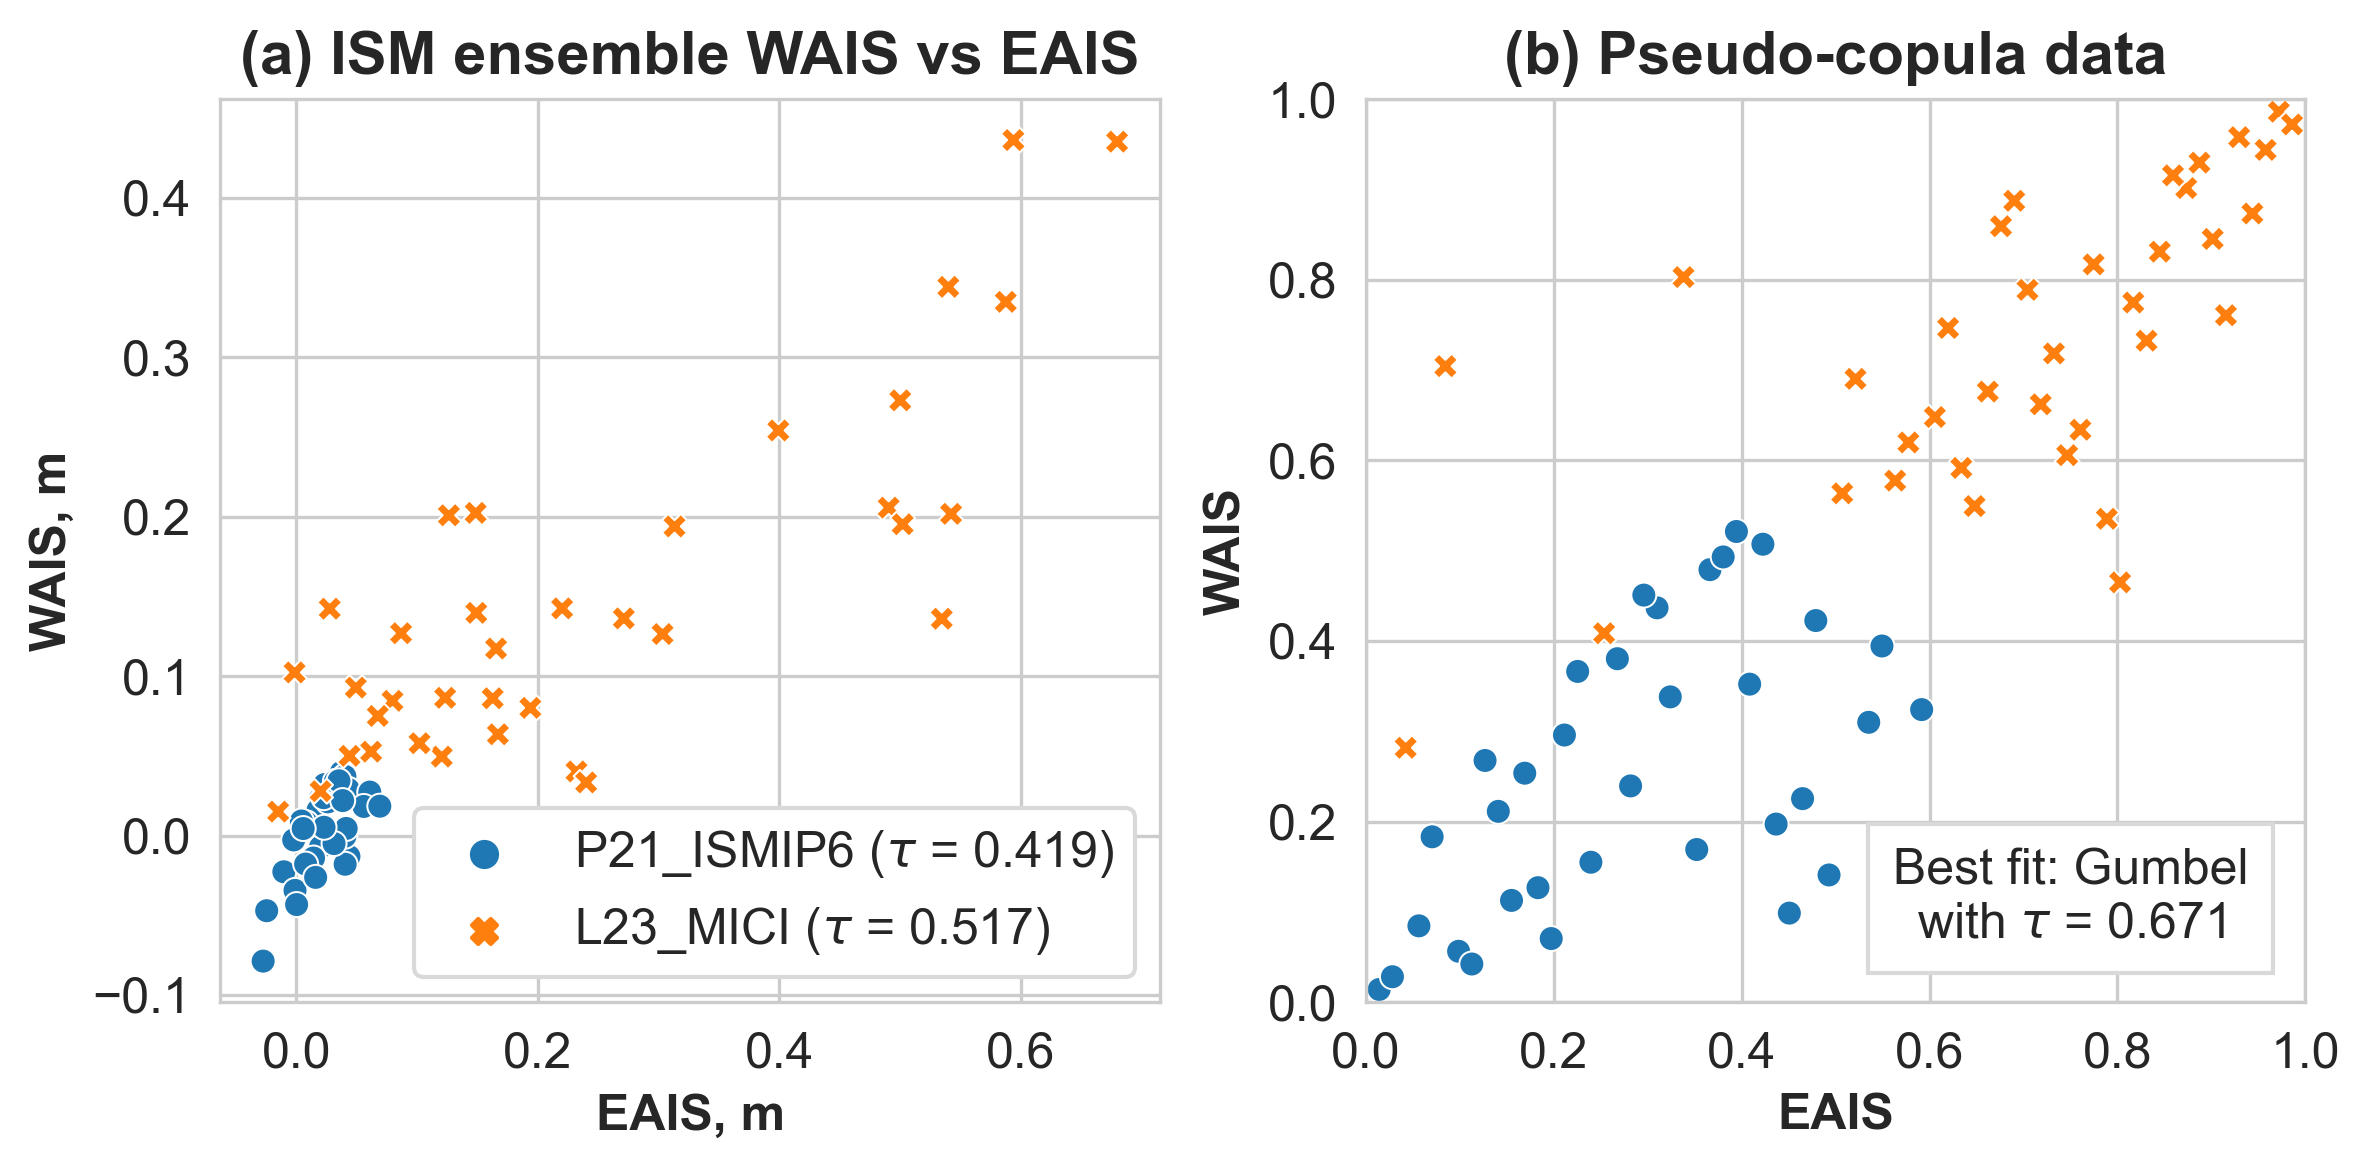 (a) ISM ensemble WAIS vs EAIS
WAIS, m
0.4
0.3
0.2
0.1
0.0
−0.1
0.0 0.2 0.4 0.6
EAIS, m
P21_ISMIP6 (τ = 0.419)
L23_MICI (τ = 0.517)
(b) Pseudo-copula data
WAIS
1.0
0.8
0.6
0.4
0.2
0.0
0.0 0.2 0.4 0.6 0.8 1.0
EAIS
Best fit: Gumbel
with τ = 0.671